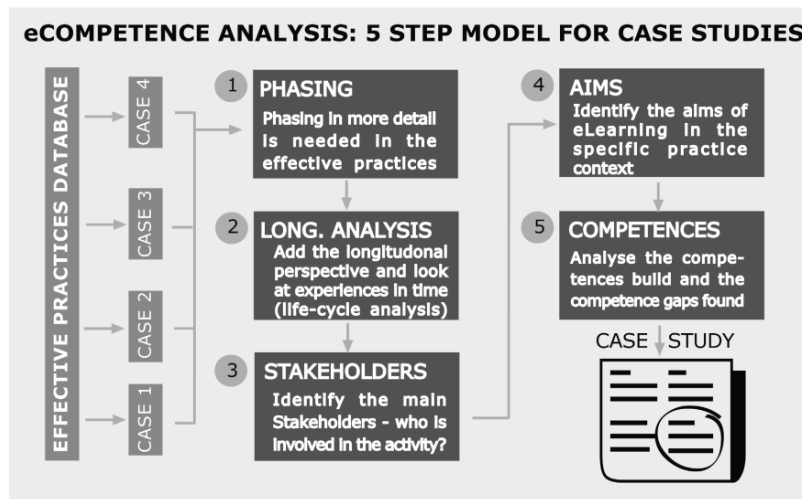 eCOMPETENCE ANALYSIS: 5 STEP MODEL FOR CASE STUDIES
EFFECTIVE PRACTICES DATABASE
CASE 4
CASE 3
CASE 2
CASE 1
1
PHASING
Phasing in more detail
is needed in the
effective practices
2
LONG. ANALYSIS
Add the longitudonal
perspective and look
at experiences in time
(life-cycle analysis)
3
STAKEHOLDERS
Identify the main
Stakeholders - who is
involved in the activity?
4
AIMS
Identify the aims of
eLearning in the
specific practice
context
5
COMPETENCES
Analyse the compe-
tences build and the
competence gaps found
CASE STUDY